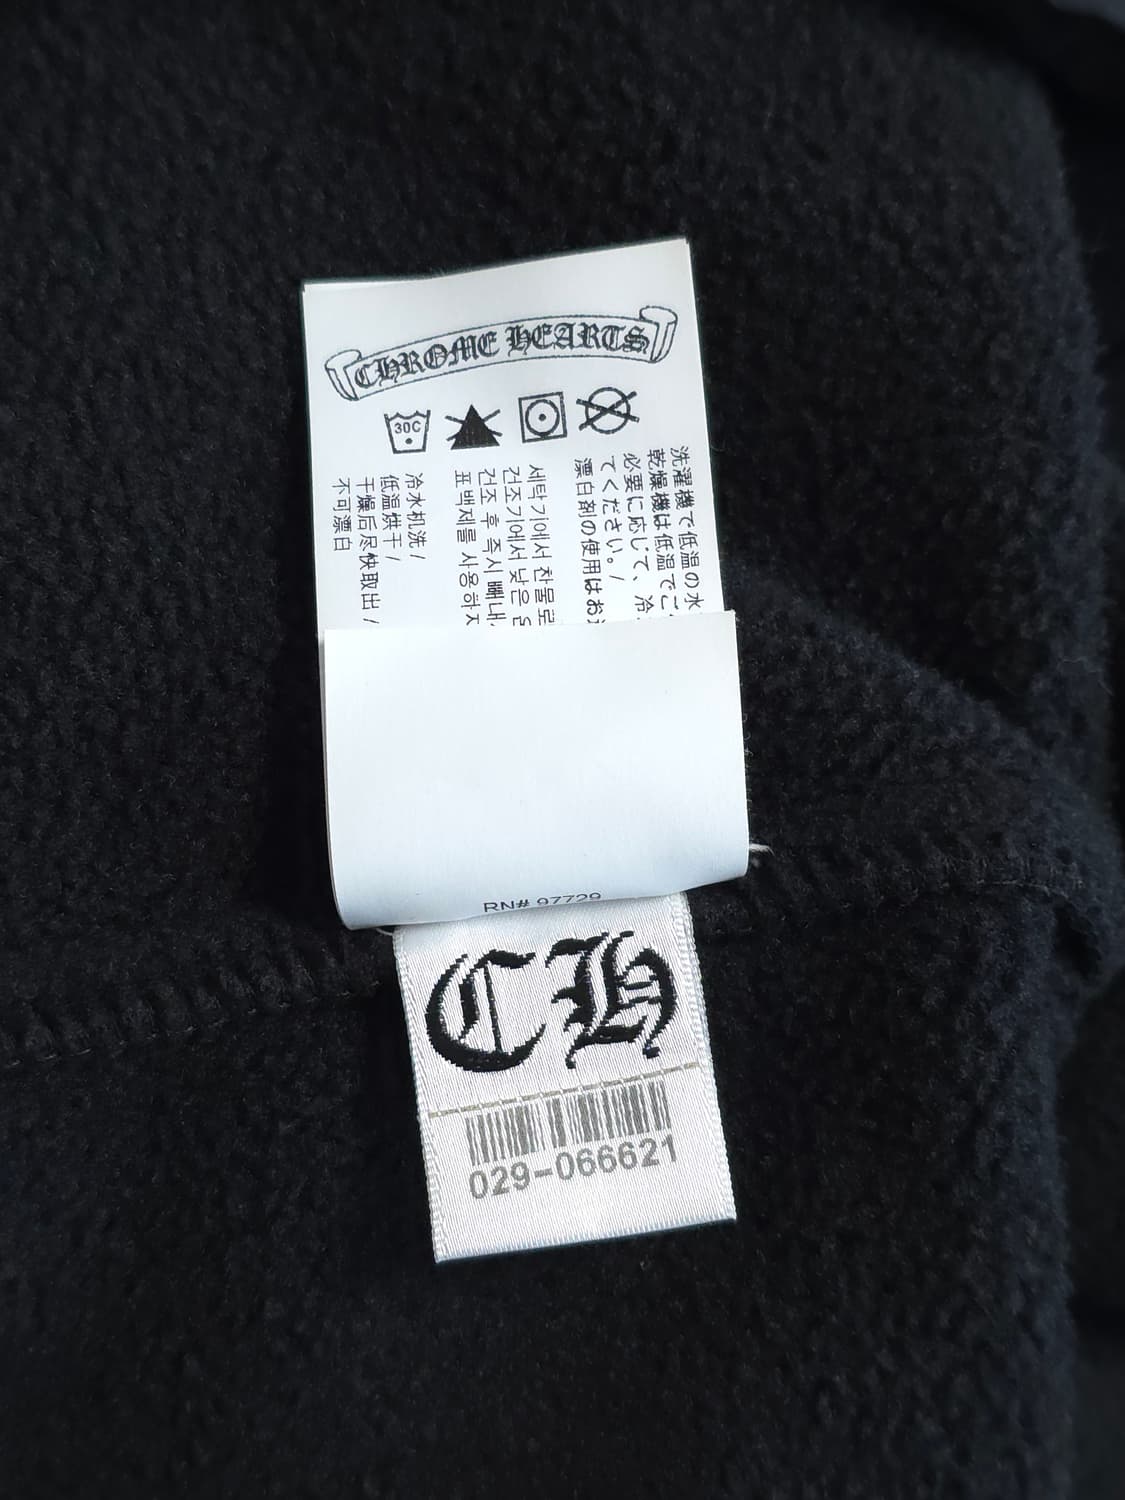 CHROME HEARTS
30C
洗濯機で低温の水
乾燥機は低温でご
必要に応じて、冷
てください。/
漂白剤の使用はお
세탁기에서 찬물로
건조기에서 낮은
건조 후 즉시 빼내
표백제를 사용하지
冷水机洗 /
低温烘干 /
干燥后尽快取出 /
不可漂白
RN# 97729
CH
029-066621